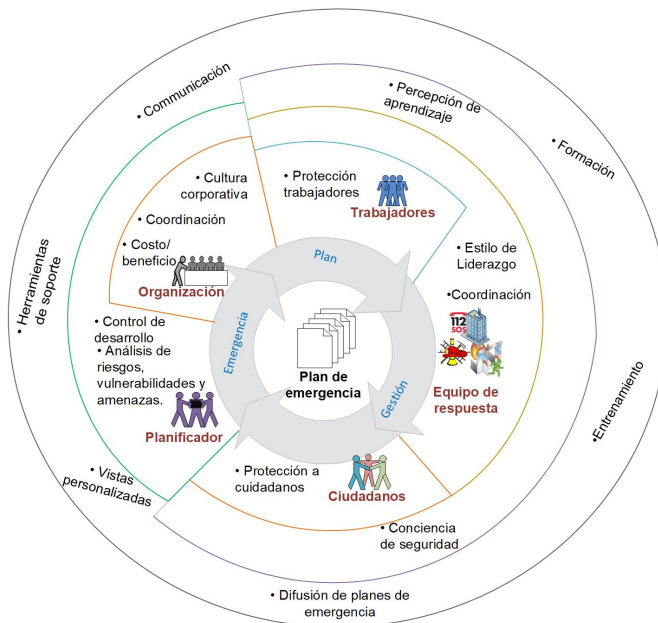 • Communicación
• Percepción de
aprendizaje
• Formación
• Cultura
corporativa
• Protección
trabajadores
Trabajadores
• Coordinación
• Costo/
beneficio
Organización
Plan
• Estilo de
Liderazgo
• Coordinación
112
SOS
Equipo de
respuesta
• Herramientas
de soporte
• Control de
desarrollo
• Análisis de
riesgos,
vulnerabilidades y
amenazas.
Planificador
Emergencia
Plan de
emergencia
Gestión
• Entrenamiento
• Vistas
personalizadas
• Protección a
cuidadanos
Ciudadanos
• Conciencia
de seguridad
• Difusión de planes de
emergencia